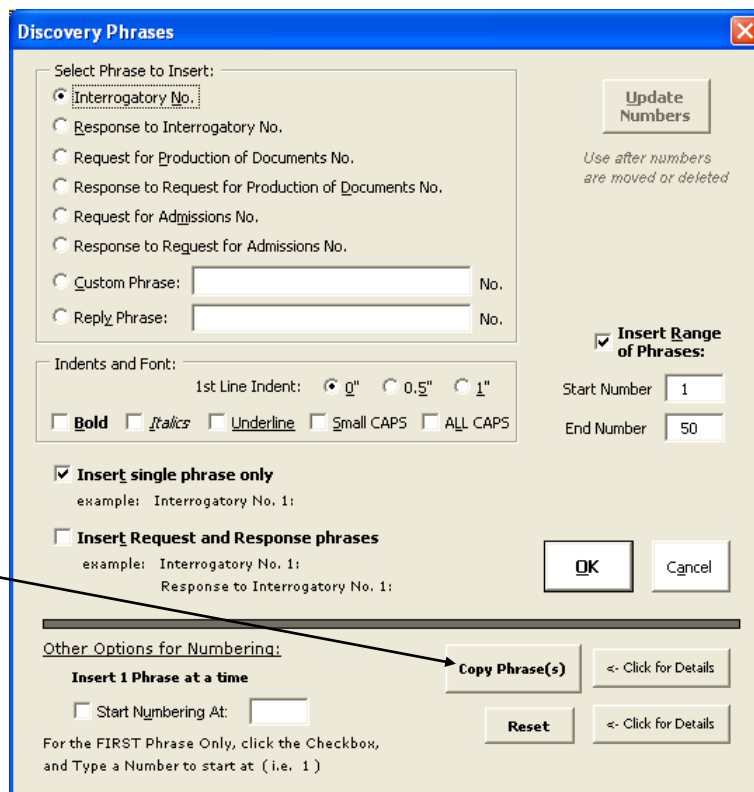 Discovery Phrases
Select Phrase to Insert:
Interrogatory No.
Response to Interrogatory No.
Request for Production of Documents No.
Response to Request for Production of Documents No.
Request for Admissions No.
Response to Request for Admissions No.
Custom Phrase: No.
Reply Phrase: No.
Update
Numbers
Use after numbers
are moved or deleted
Insert Range
of Phrases:
Start Number 1
End Number 50
Indents and Font:
1st Line Indent: 0" 0.5" 1"
Bold Italics Underline Small CAPS ALL CAPS
Insert single phrase only
example: Interrogatory No. 1:
Insert Request and Response phrases
example: Interrogatory No. 1:
Response to Interrogatory No. 1:
OK Cancel
Other Options for Numbering:
Insert 1 Phrase at a time
Start Numbering At:
For the FIRST Phrase Only, click the Checkbox,
and Type a Number to start at ( i.e. 1 )
Copy Phrase(s) <- Click for Details
Reset <- Click for Details